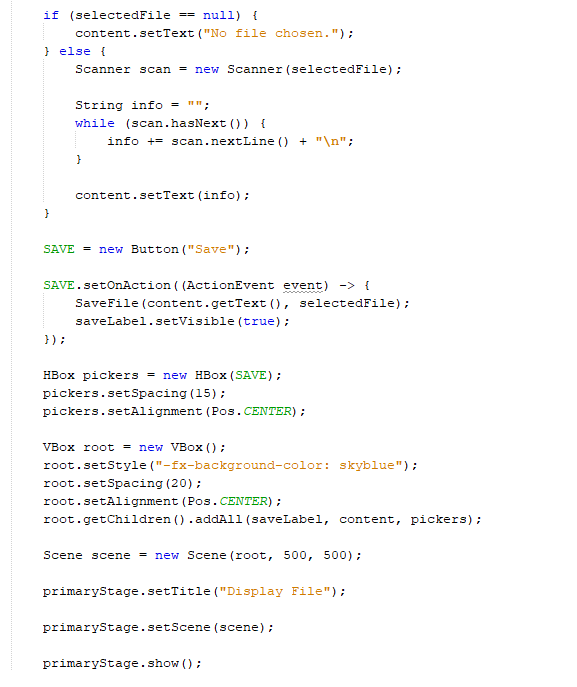 if (selectedFile == null) {
content.setText("No file chosen.");
} else {
Scanner scan = new Scanner(selectedFile);
String info = "";
while (scan.hasNext()) {
info += scan.nextLine() + "\n";
}
content.setText(info);
}
SAVE = new Button("Save");
SAVE.setOnAction((ActionEvent event) -> {
SaveFile(content.getText(), selectedFile);
saveLabel.setVisible(true);
});
HBox pickers = new HBox(SAVE);
pickers.setSpacing(15);
pickers.setAlignment(Pos.CENTER);
VBox root = new VBox();
root.setStyle("-fx-background-color: skyblue");
root.setSpacing(20);
root.setAlignment(Pos.CENTER);
root.getChildren().addAll(saveLabel, content, pickers);
Scene scene = new Scene(root, 500, 500);
primaryStage.setTitle("Display File");
primaryStage.setScene(scene);
primaryStage.show();